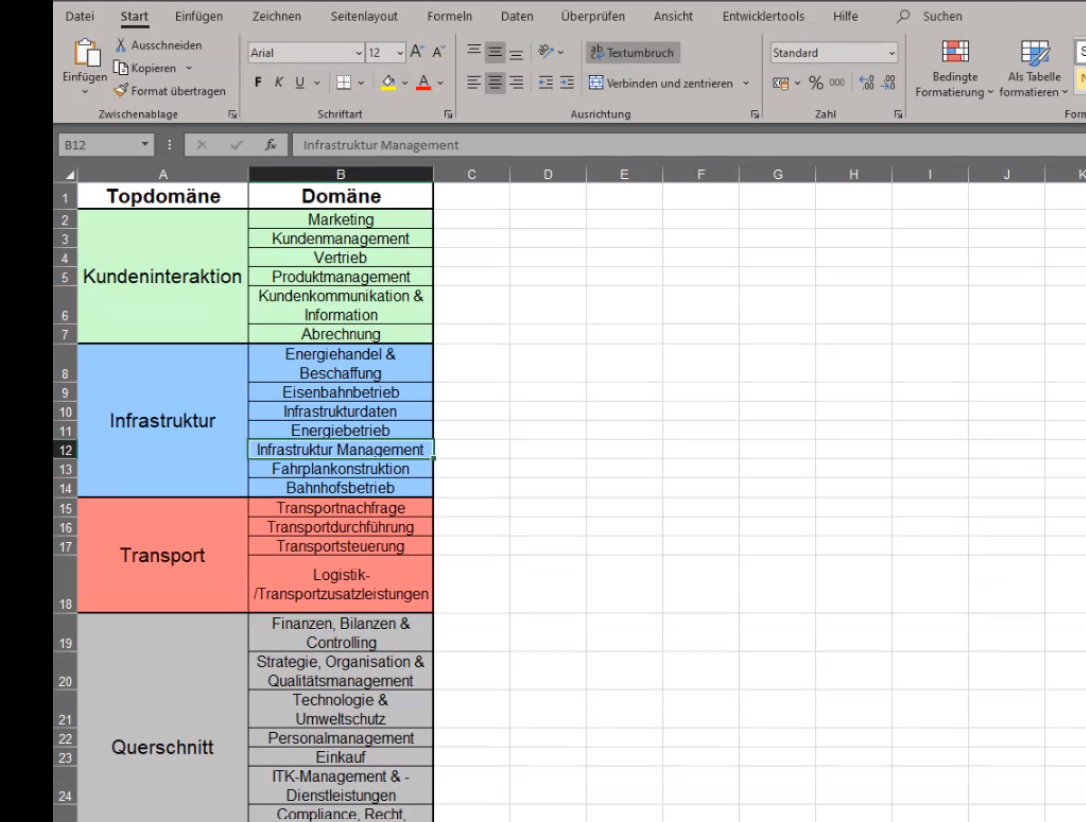 Datei Start Einfügen Zeichnen Seitenlayout Formeln Daten Überprüfen Ansicht Entwicklertools Hilfe Suchen
Einfügen
Ausschneiden
Kopieren
Format übertragen
Zwischenablage
Arial 12 A A
F K U A
Schriftart
ab Textumbruch
Verbinden und zentrieren
Ausrichtung
Standard
% 000
Zahl
Bedingte
Formatierung
Als Tabelle
formatieren
B12 fx Infrastruktur Management
A B C D E F G H I J K
1 Topdomäne Domäne
2 Marketing
3 Kundenmanagement
4 Vertrieb
5 Kundeninteraktion Produktmanagement
Kundenkommunikation &
6 Information
7 Abrechnung
Energiehandel &
8 Beschaffung
9 Eisenbahnbetrieb
10 Infrastruktur Infrastrukturdaten
11 Energiebetrieb
12 Infrastruktur Management
13 Fahrplankonstruktion
14 Bahnhofsbetrieb
15 Transportnachfrage
16 Transportdurchführung
17 Transport Transportsteuerung
Logistik-
18 /Transportzusatzleistungen
Finanzen, Bilanzen &
19 Controlling
Strategie, Organisation &
20 Qualitätsmanagement
Technologie &
21 Umweltschutz
22 Querschnitt Personalmanagement
23 Einkauf
ITK-Management & -
24 Dienstleistungen
Compliance, Recht,